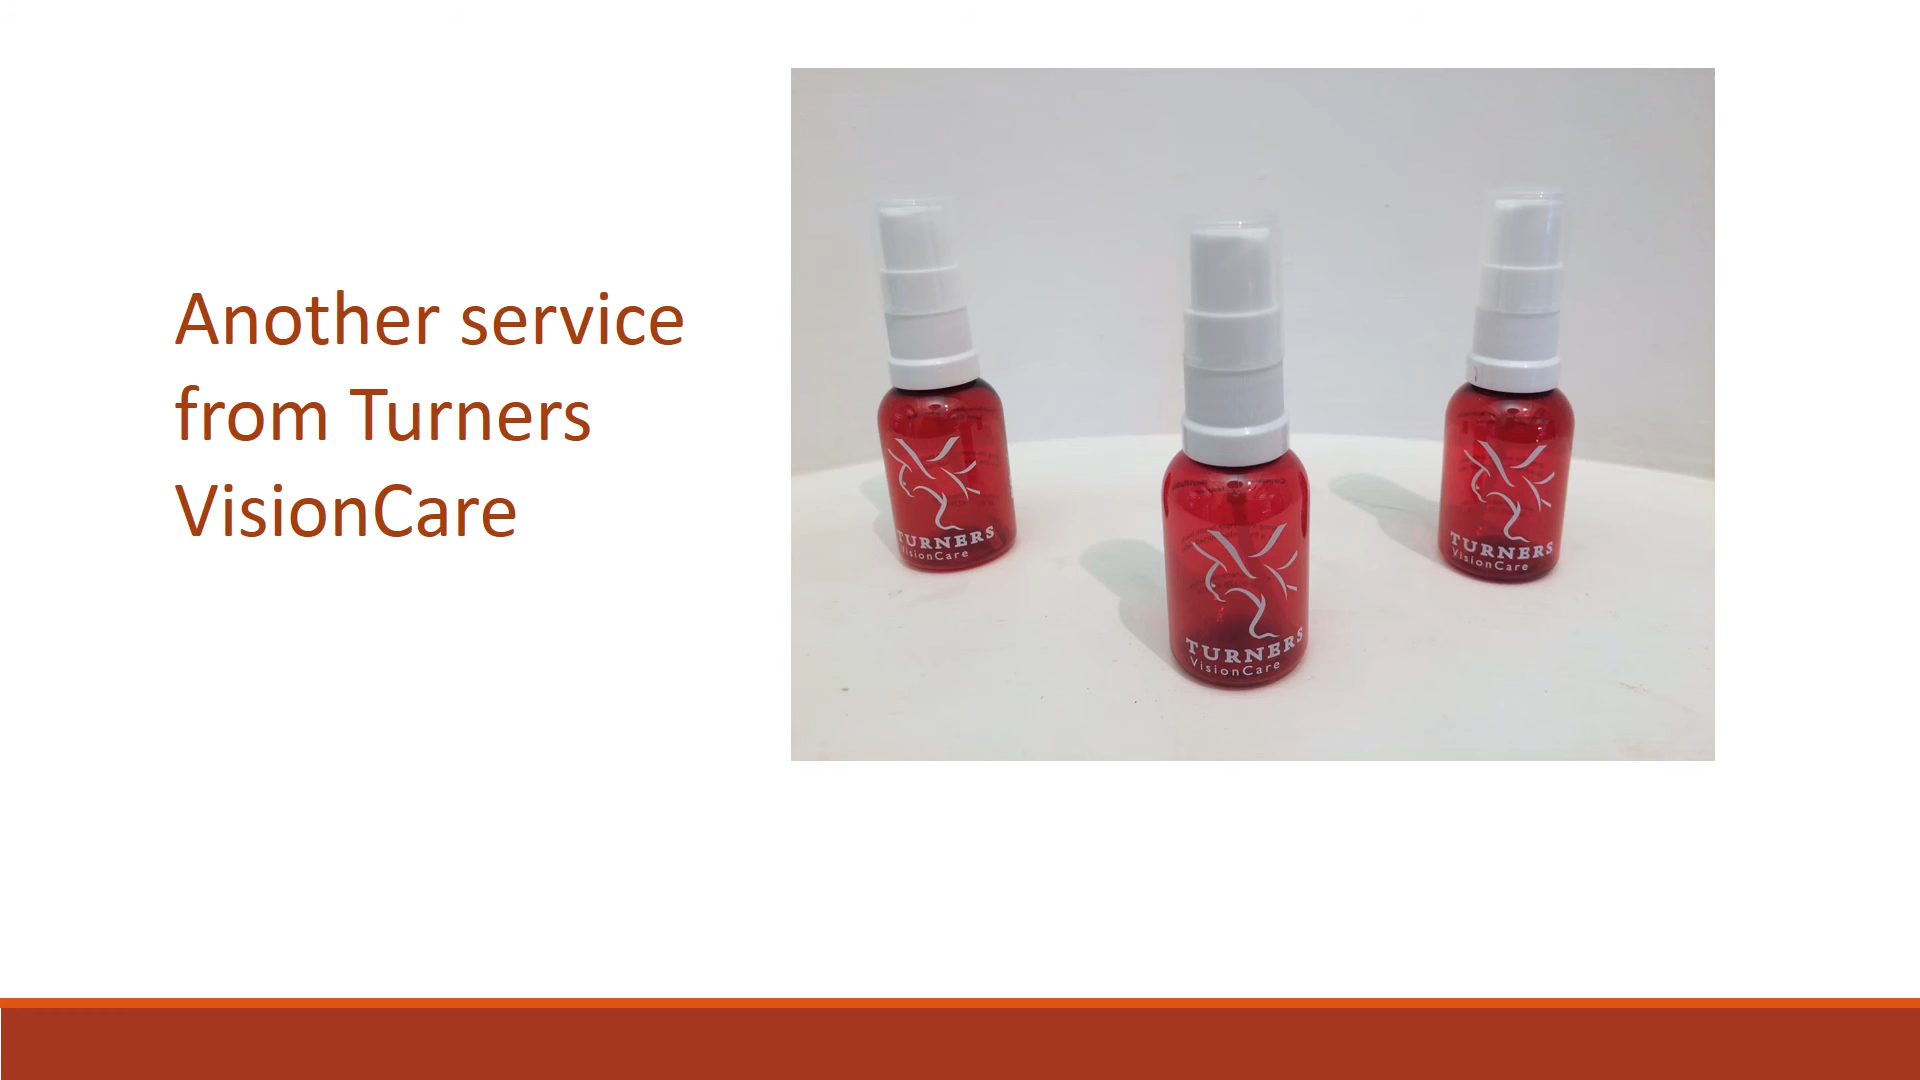 Another service
from Turners
VisionCare
TURNERS
VisionCare
TURNERS
VisionCare
TURNERS
VisionCare